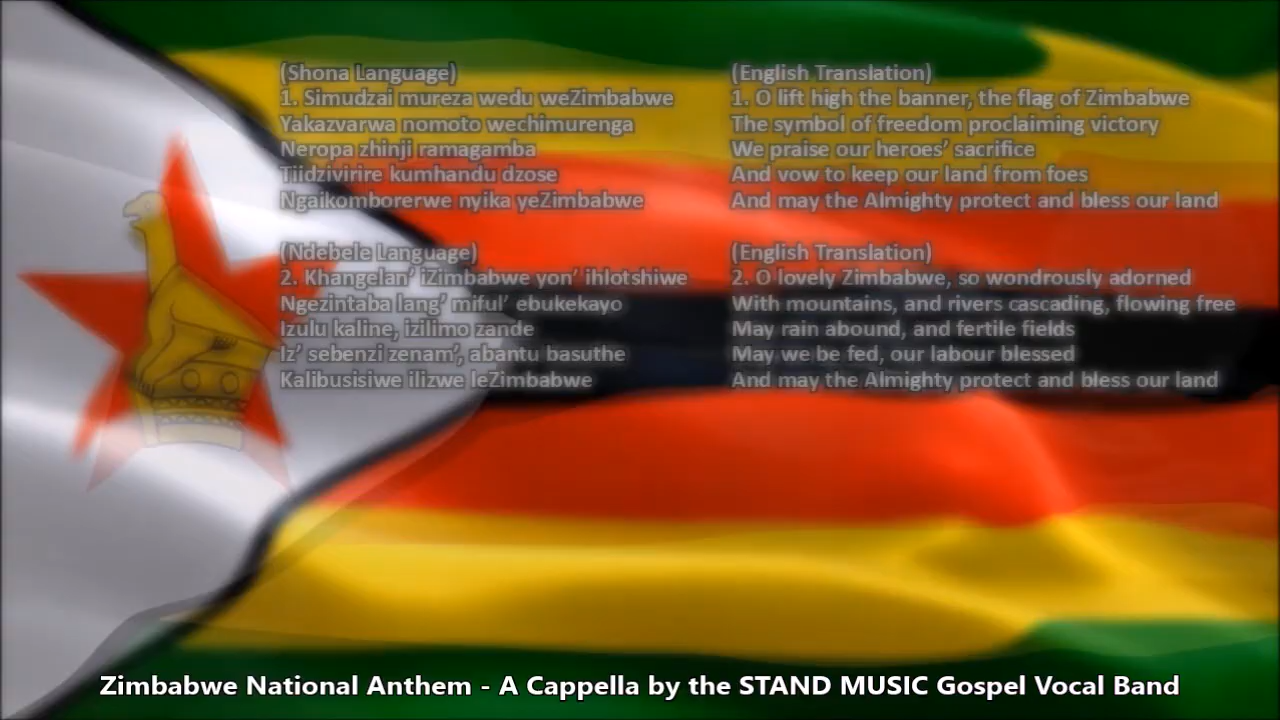 (Shona Language)
1. Simudzai mureza wedu weZimbabwe
Yakazvarwa nomoto wechimurenga
Neropa zhinji ramagamba
Tiidzivirire kumhandu dzose
Ngaikomborerwe nyika yeZimbabwe
(English Translation)
1. O lift high the banner, the flag of Zimbabwe
The symbol of freedom proclaiming victory
We praise our heroes’ sacrifice
And vow to keep our land from foes
And may the Almighty protect and bless our land
(Ndebele Language)
2. Khangelan’ iZimbabwe yon’ ihlotshiwe
Ngezintaba lang’ miful’ ebukekayo
Izulu kaline, izilimo zande
Iz’ sebenzi zenam’, abantu basuthe
Kalibusisiwe ilizwe leZimbabwe
(English Translation)
2. O lovely Zimbabwe, so wondrously adorned
With mountains, and rivers cascading, flowing free
May rain abound, and fertile fields
May we be fed, our labour blessed
And may the Almighty protect and bless our land
Zimbabwe National Anthem - A Cappella by the STAND MUSIC Gospel Vocal Band